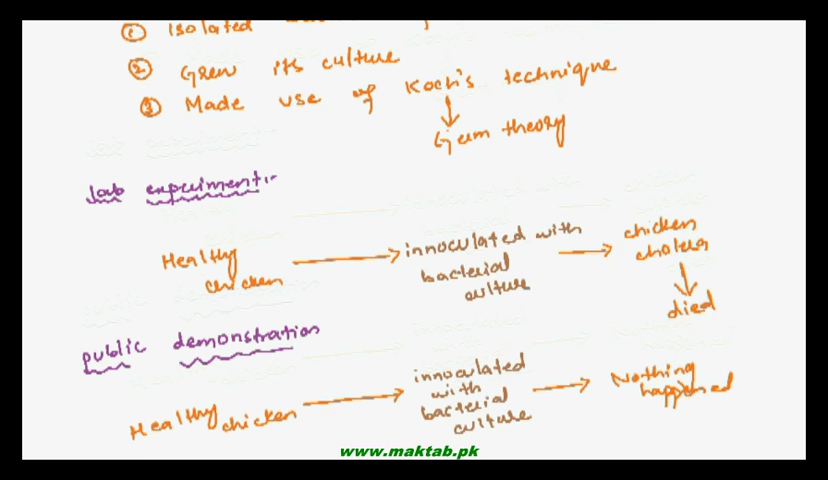 ① Isolated
② Grew its culture
③ Made use of Koch's technique
Germ theory
lab experiment:-
Healthy chicken
innoculated with bacterial culture
chicken cholera
died
public demonstration
Healthy chicken
innoculated with bacterial culture
Nothing happened
www.maktab.pk